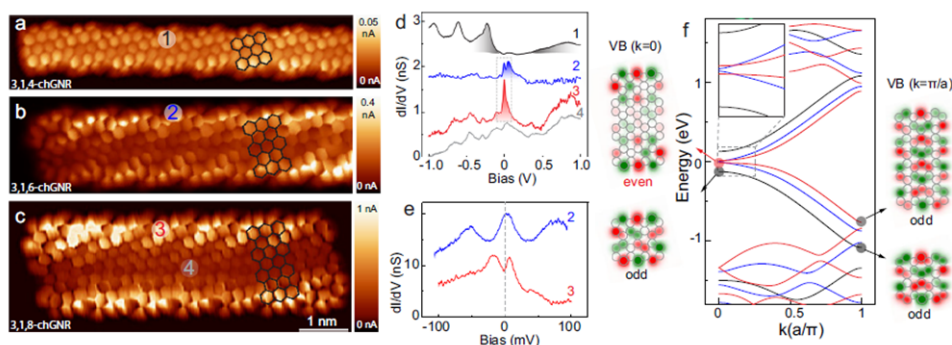 a
1
0.05
nA
0 nA
3,1,4-chGNR
b
2
0.4
nA
0 nA
3,1,6-chGNR
c
3
4
1 nA
0 nA
3,1,8-chGNR
1 nm
d
dI/dV (nS)
3
2
1
0
1
2
3
4
-1.0
-0.5
0
0.5
1.0
Bias (V)
e
dI/dV (nS)
20
10
0
2
3
-100
0
100
Bias (mV)
VB (k=0)
even
odd
f
Energy (eV)
1
0.0
-1
0
0.5
1
k(a/π)
VB (k=π/a)
odd
odd